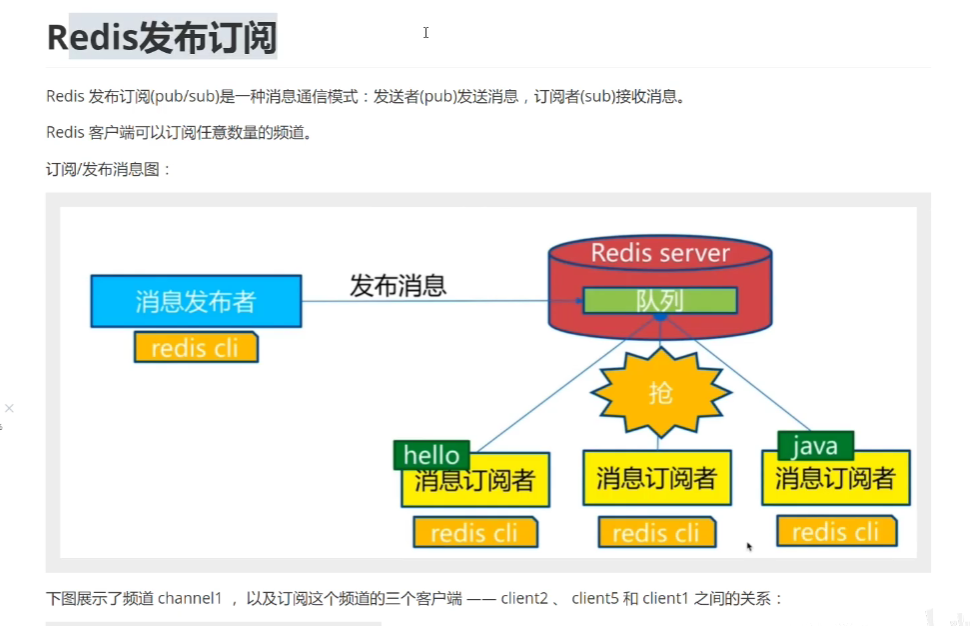 Redis发布订阅
Redis 发布订阅(pub/sub)是一种消息通信模式：发送者(pub)发送消息，订阅者(sub)接收消息。
Redis 客户端可以订阅任意数量的频道。
订阅/发布消息图：
Redis server
发布消息
消息发布者
队列
redis cli
抢
hello
java
消息订阅者
消息订阅者
消息订阅者
redis cli
redis cli
redis cli
下图展示了频道 channel1 ， 以及订阅这个频道的三个客户端 —— client2 、 client5 和 client1 之间的关系：